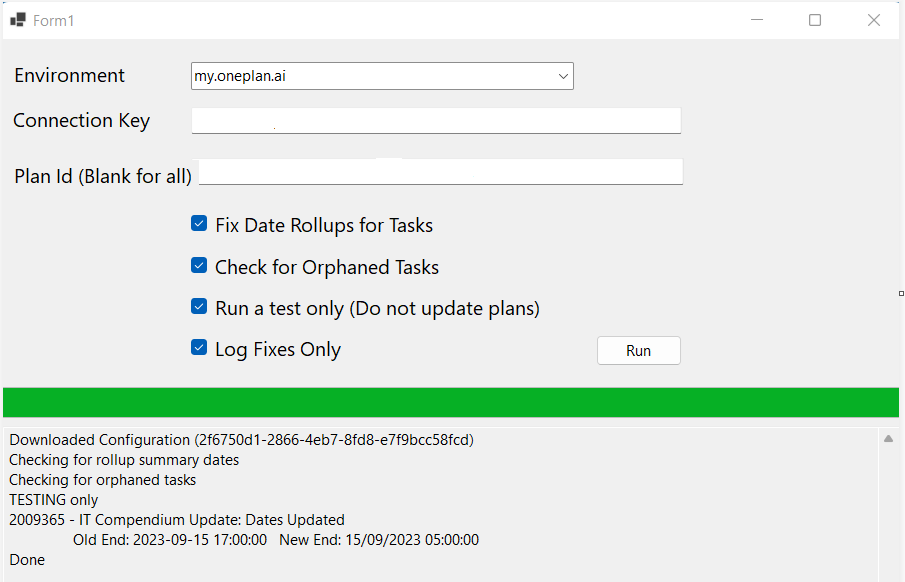 Form1
Environment
my.oneplan.ai
Connection Key
Plan Id (Blank for all)
Fix Date Rollups for Tasks
Check for Orphaned Tasks
Run a test only (Do not update plans)
Log Fixes Only
Run
Downloaded Configuration (2f6750d1-2866-4eb7-8fd8-e7f9bcc58fcd)
Checking for rollup summary dates
Checking for orphaned tasks
TESTING only
2009365 - IT Compendium Update: Dates Updated
Old End: 2023-09-15 17:00:00 New End: 15/09/2023 05:00:00
Done